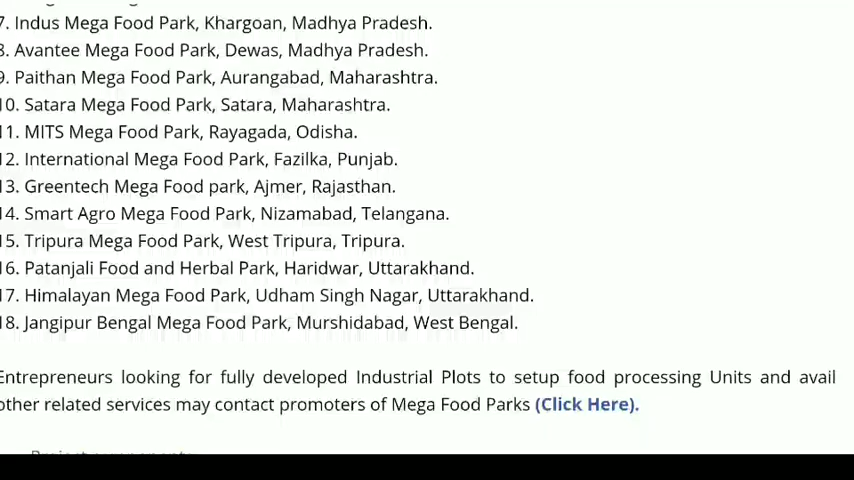 7. Indus Mega Food Park, Khargoan, Madhya Pradesh.
8. Avantee Mega Food Park, Dewas, Madhya Pradesh.
9. Paithan Mega Food Park, Aurangabad, Maharashtra.
10. Satara Mega Food Park, Satara, Maharashtra.
11. MITS Mega Food Park, Rayagada, Odisha.
12. International Mega Food Park, Fazilka, Punjab.
13. Greentech Mega Food park, Ajmer, Rajasthan.
14. Smart Agro Mega Food Park, Nizamabad, Telangana.
15. Tripura Mega Food Park, West Tripura, Tripura.
16. Patanjali Food and Herbal Park, Haridwar, Uttarakhand.
17. Himalayan Mega Food Park, Udham Singh Nagar, Uttarakhand.
18. Jangipur Bengal Mega Food Park, Murshidabad, West Bengal.
Entrepreneurs looking for fully developed Industrial Plots to setup food processing Units and avail
other related services may contact promoters of Mega Food Parks (Click Here).